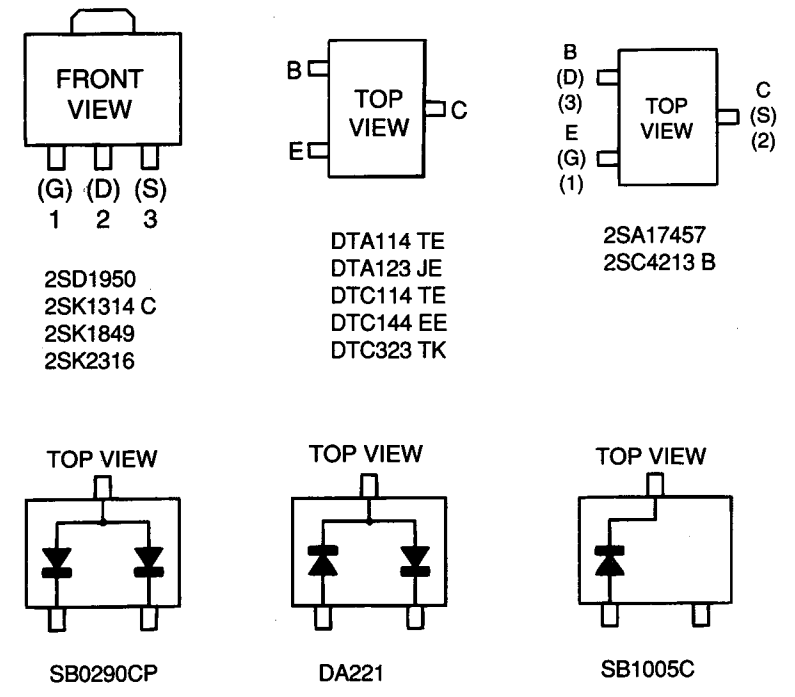 FRONT
VIEW
(G) (D) (S)
1 2 3
2SD1950
2SK1314 C
2SK1849
2SK2316
B
E
TOP
VIEW
C
DTA114 TE
DTA123 JE
DTC114 TE
DTC144 EE
DTC323 TK
B
(D)
(3)
E
(G)
(1)
TOP
VIEW
C
(S)
(2)
2SA17457
2SC4213 B
TOP VIEW
SB0290CP
TOP VIEW
DA221
TOP VIEW
SB1005C